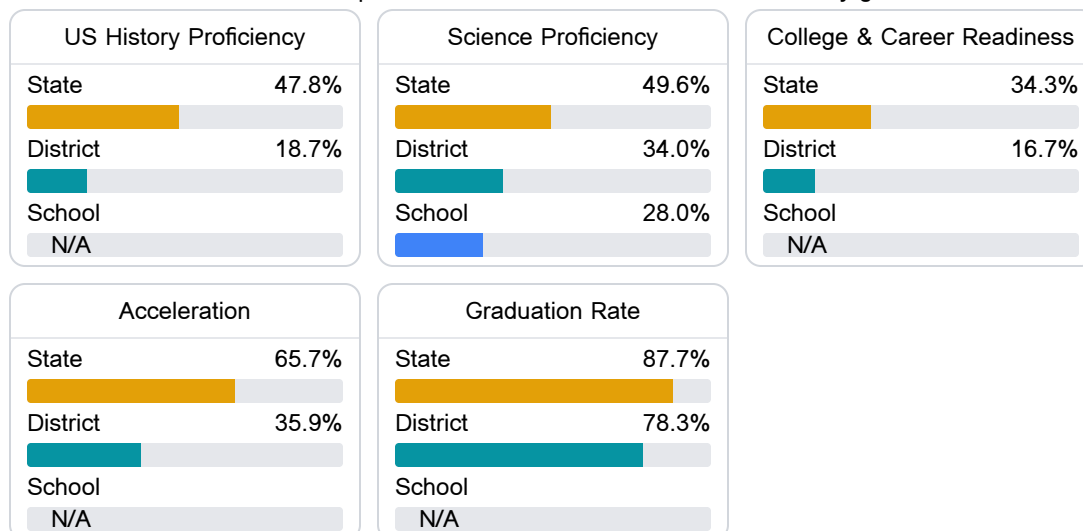 US History Proficiency
State 47.8%
District 18.7%
School
N/A
Science Proficiency
State 49.6%
District 34.0%
School 28.0%
College & Career Readiness
State 34.3%
District 16.7%
School
N/A
Acceleration
State 65.7%
District 35.9%
School
N/A
Graduation Rate
State 87.7%
District 78.3%
School
N/A